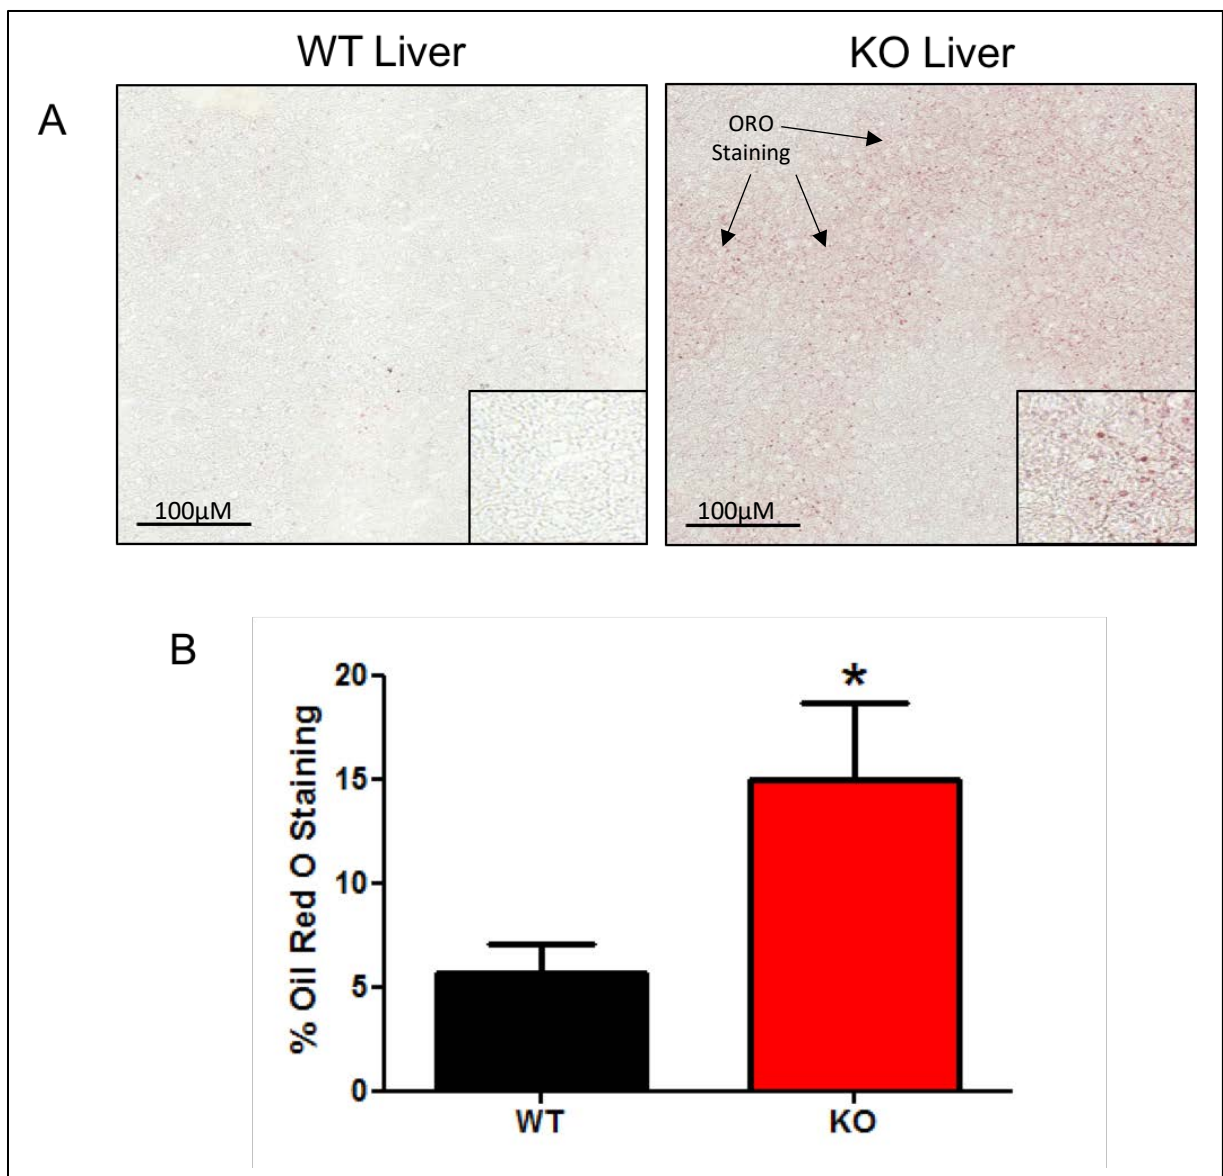 WT Liver
KO Liver
A
ORO
Staining
100µM
100µM
B
% Oil Red O Staining
20
15
10
5
0
*
WT
KO